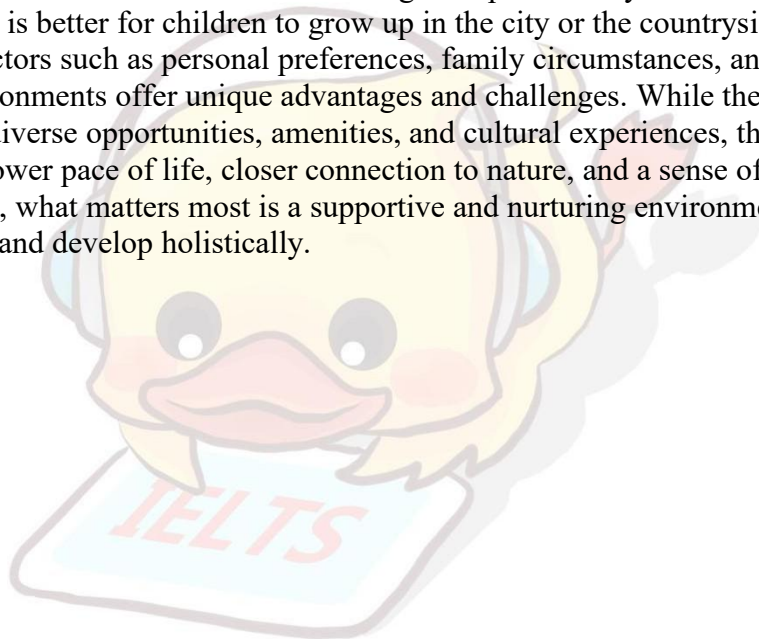 is better for children to grow up in the city or the countrysi
ctors such as personal preferences, family circumstances, an
onments offer unique advantages and challenges. While the
diverse opportunities, amenities, and cultural experiences, th
ower pace of life, closer connection to nature, and a sense of
, what matters most is a supportive and nurturing environme
and develop holistically.
IELTS